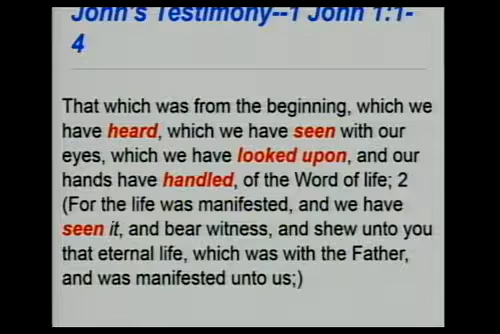 John's Testimony--1 John 1:1-
4
That which was from the beginning, which we
have heard, which we have seen with our
eyes, which we have looked upon, and our
hands have handled, of the Word of life; 2
(For the life was manifested, and we have
seen it, and bear witness, and shew unto you
that eternal life, which was with the Father,
and was manifested unto us;)